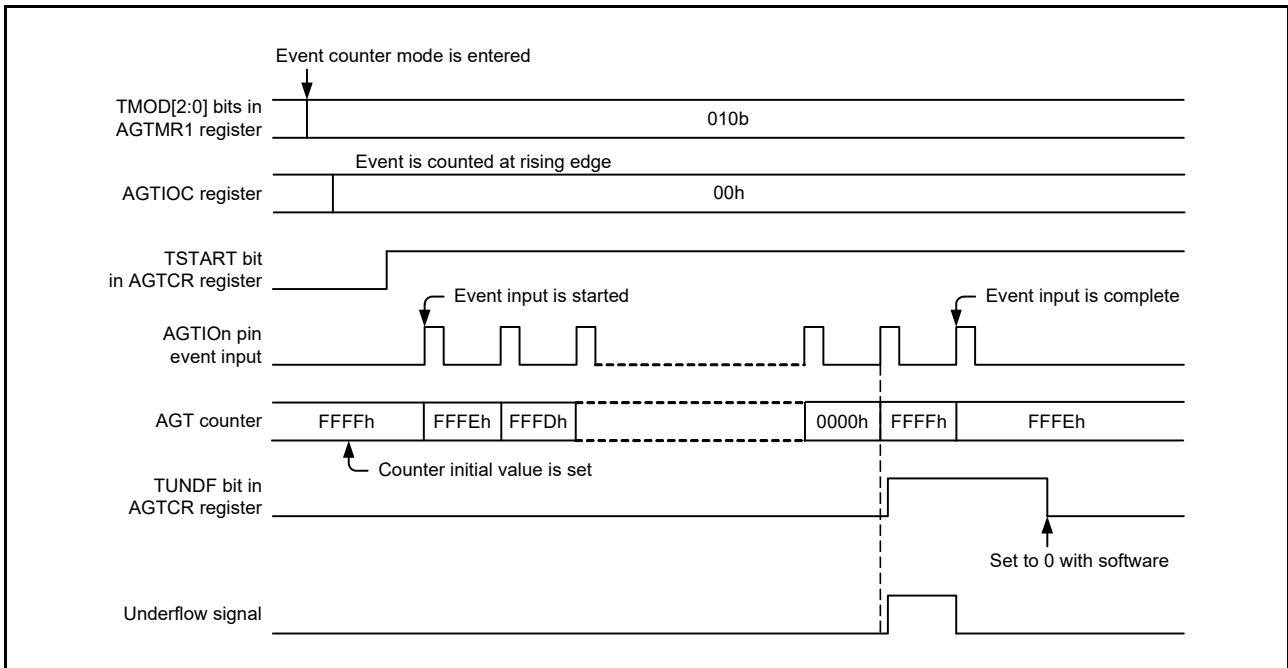 Event counter mode is entered
TMOD[2:0] bits in
AGTMR1 register
010b
Event is counted at rising edge
AGTIOC register
00h
TSTART bit
in AGTCR register
Event input is started
Event input is complete
AGTIOn pin
event input
AGT counter
FFFFh
FFFEh
FFFDh
0000h
FFFFh
FFFEh
Counter initial value is set
TUNDF bit in
AGTCR register
Set to 0 with software
Underflow signal